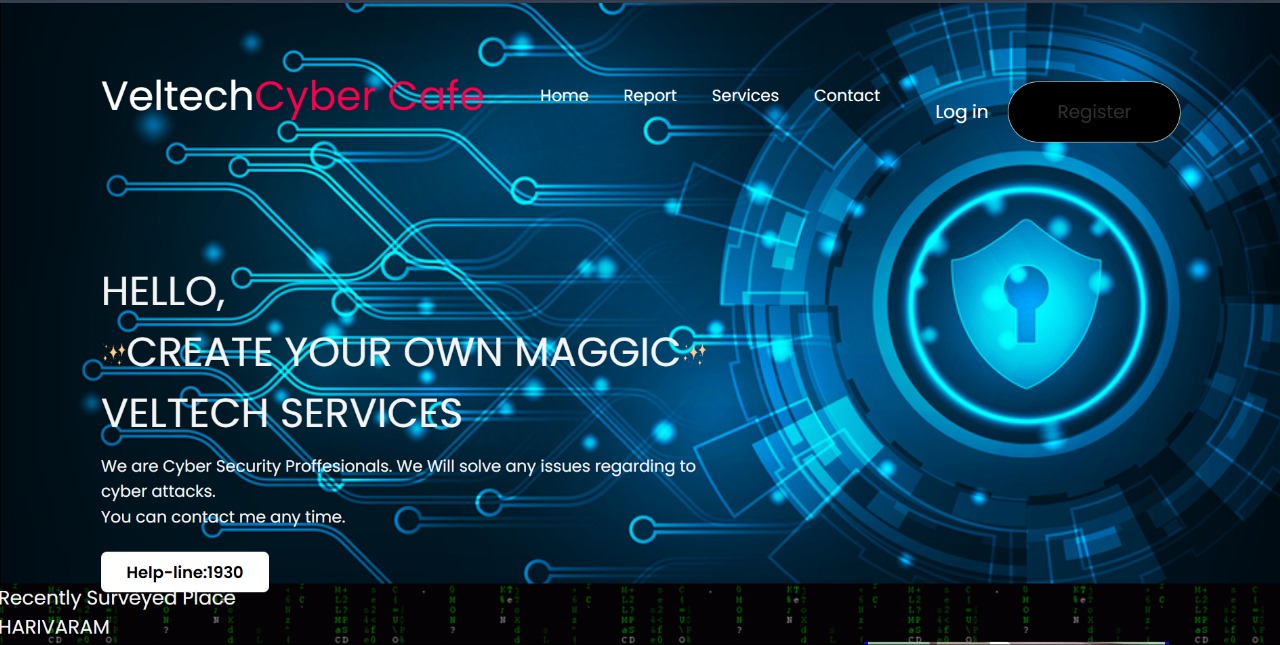 VeltechCyber Cafe
Home Report Services Contact
Log in Register
HELLO,
✨CREATE YOUR OWN MAGGIC✨
VELTECH SERVICES
We are Cyber Security Proffesionals. We Will solve any issues regarding to
cyber attacks.
You can contact me any time.
Help-line:1930
Recently Surveyed Place
HARIVARAM